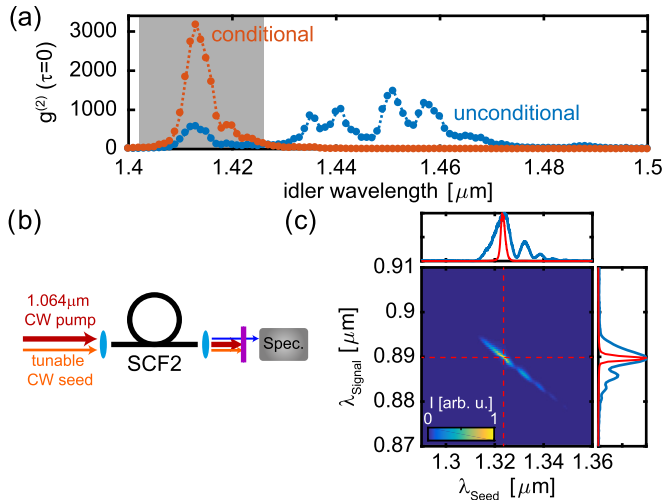 (a)
g(2) (τ=0)
3000
2000
1000
0
conditional
unconditional
1.4
1.42
1.44
1.46
1.48
1.5
idler wavelength [μm]
(b)
1.064μm
CW pump
tunable
CW seed
SCF2
Spec.
(c)
0.91
0.9
0.89
0.88
0.87
λSignal [μm]
I [arb. u.]
0
1
1.3
1.32
1.34
1.36
λSeed [μm]